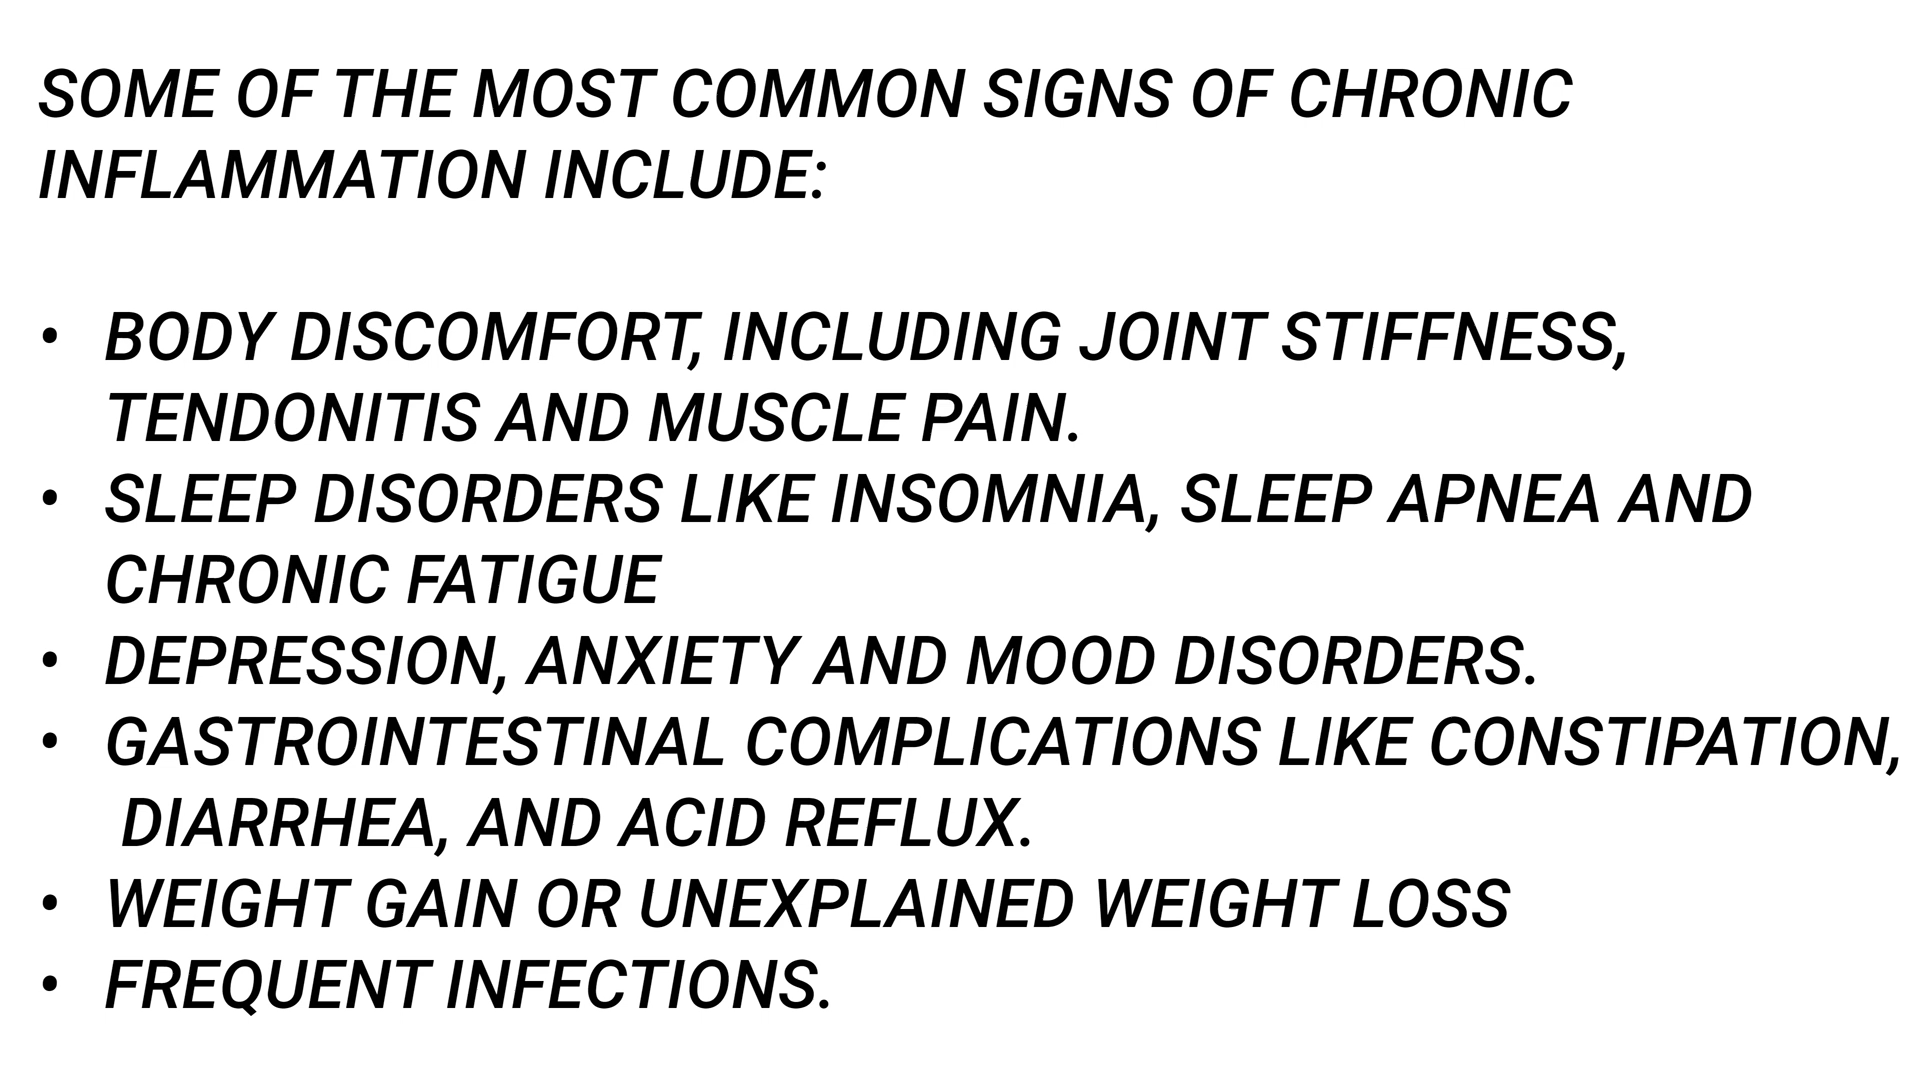 SOME OF THE MOST COMMON SIGNS OF CHRONIC
INFLAMMATION INCLUDE:
• BODY DISCOMFORT, INCLUDING JOINT STIFFNESS,
TENDONITIS AND MUSCLE PAIN.
• SLEEP DISORDERS LIKE INSOMNIA, SLEEP APNEA AND
CHRONIC FATIGUE
• DEPRESSION, ANXIETY AND MOOD DISORDERS.
• GASTROINTESTINAL COMPLICATIONS LIKE CONSTIPATION,
DIARRHEA, AND ACID REFLUX.
• WEIGHT GAIN OR UNEXPLAINED WEIGHT LOSS
• FREQUENT INFECTIONS.